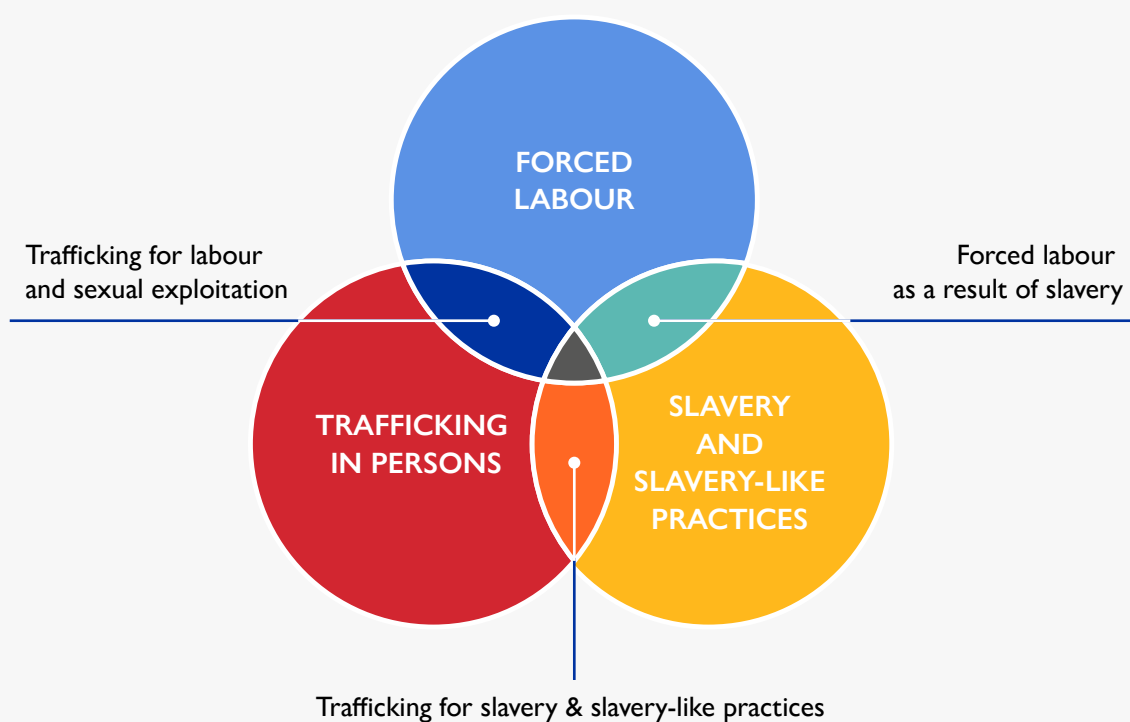 FORCED
LABOUR
Trafficking for labour
and sexual exploitation
Forced labour
as a result of slavery
TRAFFICKING
IN PERSONS
SLAVERY
AND
SLAVERY-LIKE
PRACTICES
Trafficking for slavery & slavery-like practices